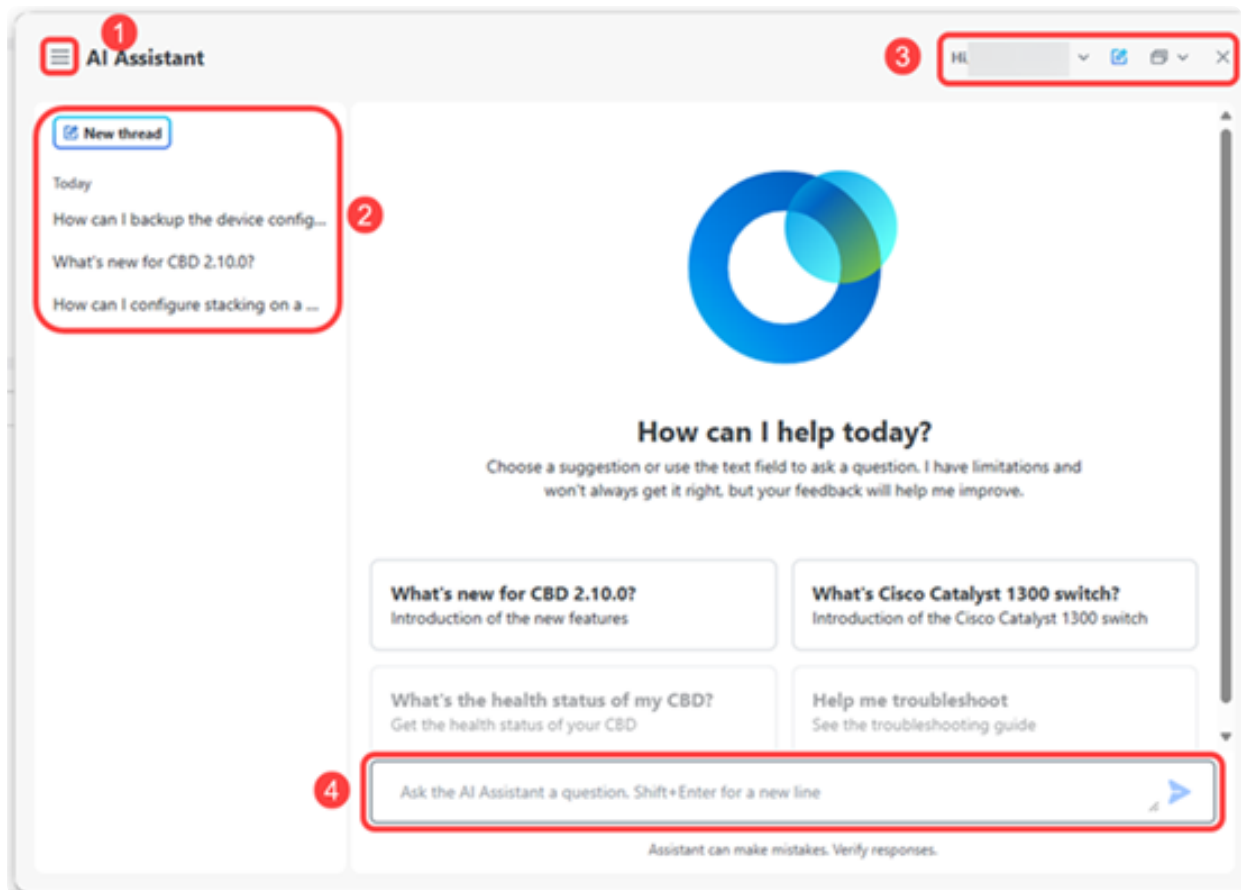 1
AI Assistant
3
Hi,
New thread
Today
How can I backup the device config...
2
What's new for CBD 2.10.0?
How can I configure stacking on a ...
How can I help today?
Choose a suggestion or use the text field to ask a question. I have limitations and
won't always get it right, but your feedback will help me improve.
What's new for CBD 2.10.0?
Introduction of the new features
What's Cisco Catalyst 1300 switch?
Introduction of the Cisco Catalyst 1300 switch
What's the health status of my CBD?
Get the health status of your CBD
Help me troubleshoot
See the troubleshooting guide
4
Ask the AI Assistant a question. Shift+Enter for a new line
Assistant can make mistakes. Verify responses.